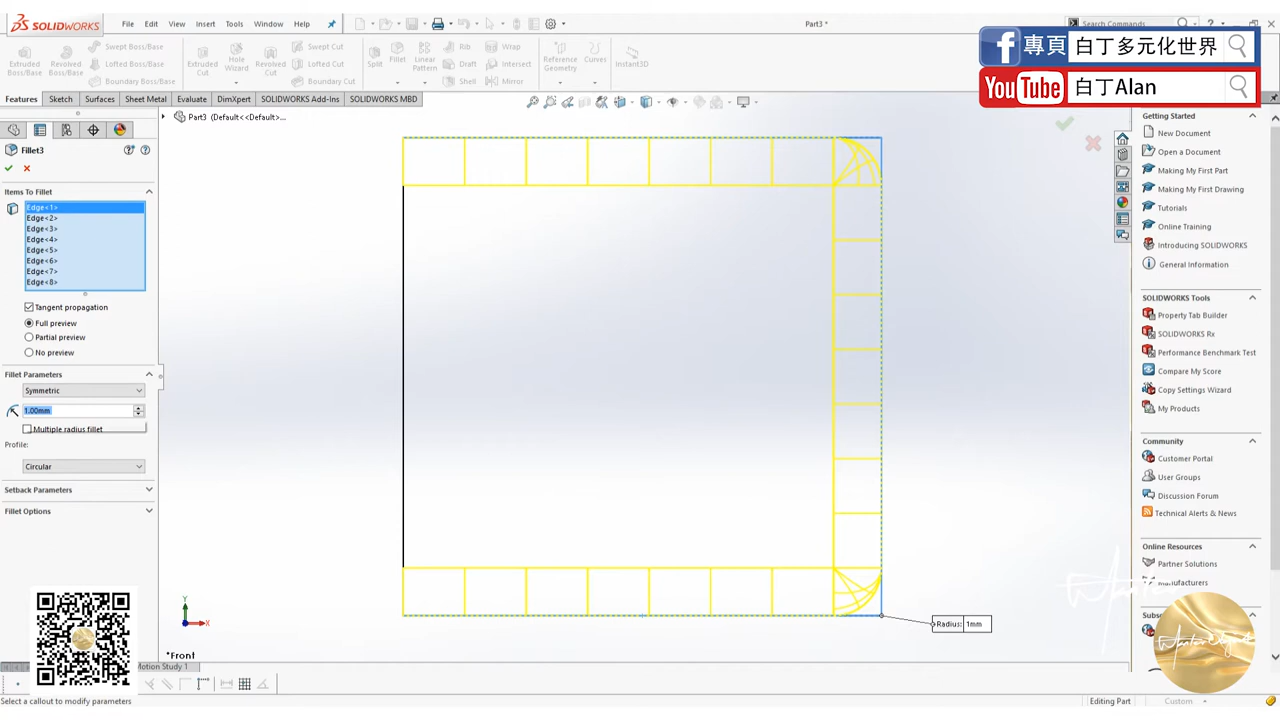 SOLIDWORKS
File Edit View Insert Tools Window Help
Part3 *
Search Commands
f 專頁 白丁多元化世界
YouTube 白丁Alan
Extruded Boss/Base
Revolved Boss/Base
Swept Boss/Base
Lofted Boss/Base
Boundary Boss/Base
Extruded Cut
Hole Wizard
Revolved Cut
Swept Cut
Lofted Cut
Boundary Cut
Split
Fillet
Linear Pattern
Rib
Draft
Shell
Wrap
Intersect
Mirror
Reference Geometry
Curves
Instant3D
Features Sketch Surfaces Sheet Metal Evaluate DimXpert SOLIDWORKS Add-Ins SOLIDWORKS MBD
Part3 (Default<<Default>...
Fillet3
Items To Fillet
Edge<1>
Edge<2>
Edge<3>
Edge<4>
Edge<5>
Edge<6>
Edge<7>
Edge<8>
Tangent propagation
Full preview
Partial preview
No preview
Fillet Parameters
Symmetric
1.00mm
Multiple radius fillet
Profile:
Circular
Setback Parameters
Fillet Options
Radius: 1mm
Y
X
*Front
Motion Study 1
Select a callout to modify parameters
Editing Part
Custom
Getting Started
New Document
Open a Document
Making My First Part
Making My First Drawing
Tutorials
Online Training
Introducing SOLIDWORKS
General Information
SOLIDWORKS Tools
Property Tab Builder
SOLIDWORKS Rx
Performance Benchmark Test
Compare My Score
Copy Settings Wizard
My Products
Community
Customer Portal
User Groups
Discussion Forum
Technical Alerts & News
Online Resources
Partner Solutions
Manufacturers